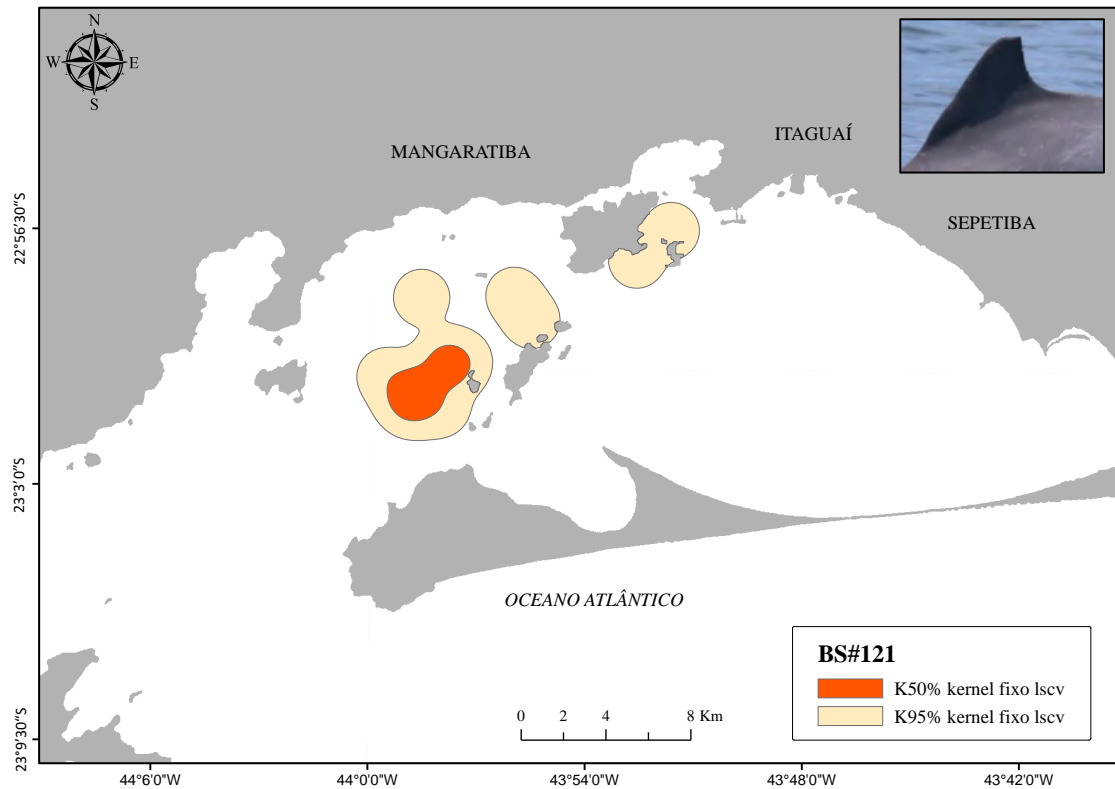 N
W E
S
MANGARATIBA
ITAGUAÍ
SEPETIBA
22°56'30"S
23°3'0"S
23°9'30"S
OCEANO ATLÂNTICO
BS#121
K50% kernel fixo lscv
K95% kernel fixo lscv
0 2 4 8 Km
44°6'0"W 44°0'0"W 43°54'0"W 43°48'0"W 43°42'0"W